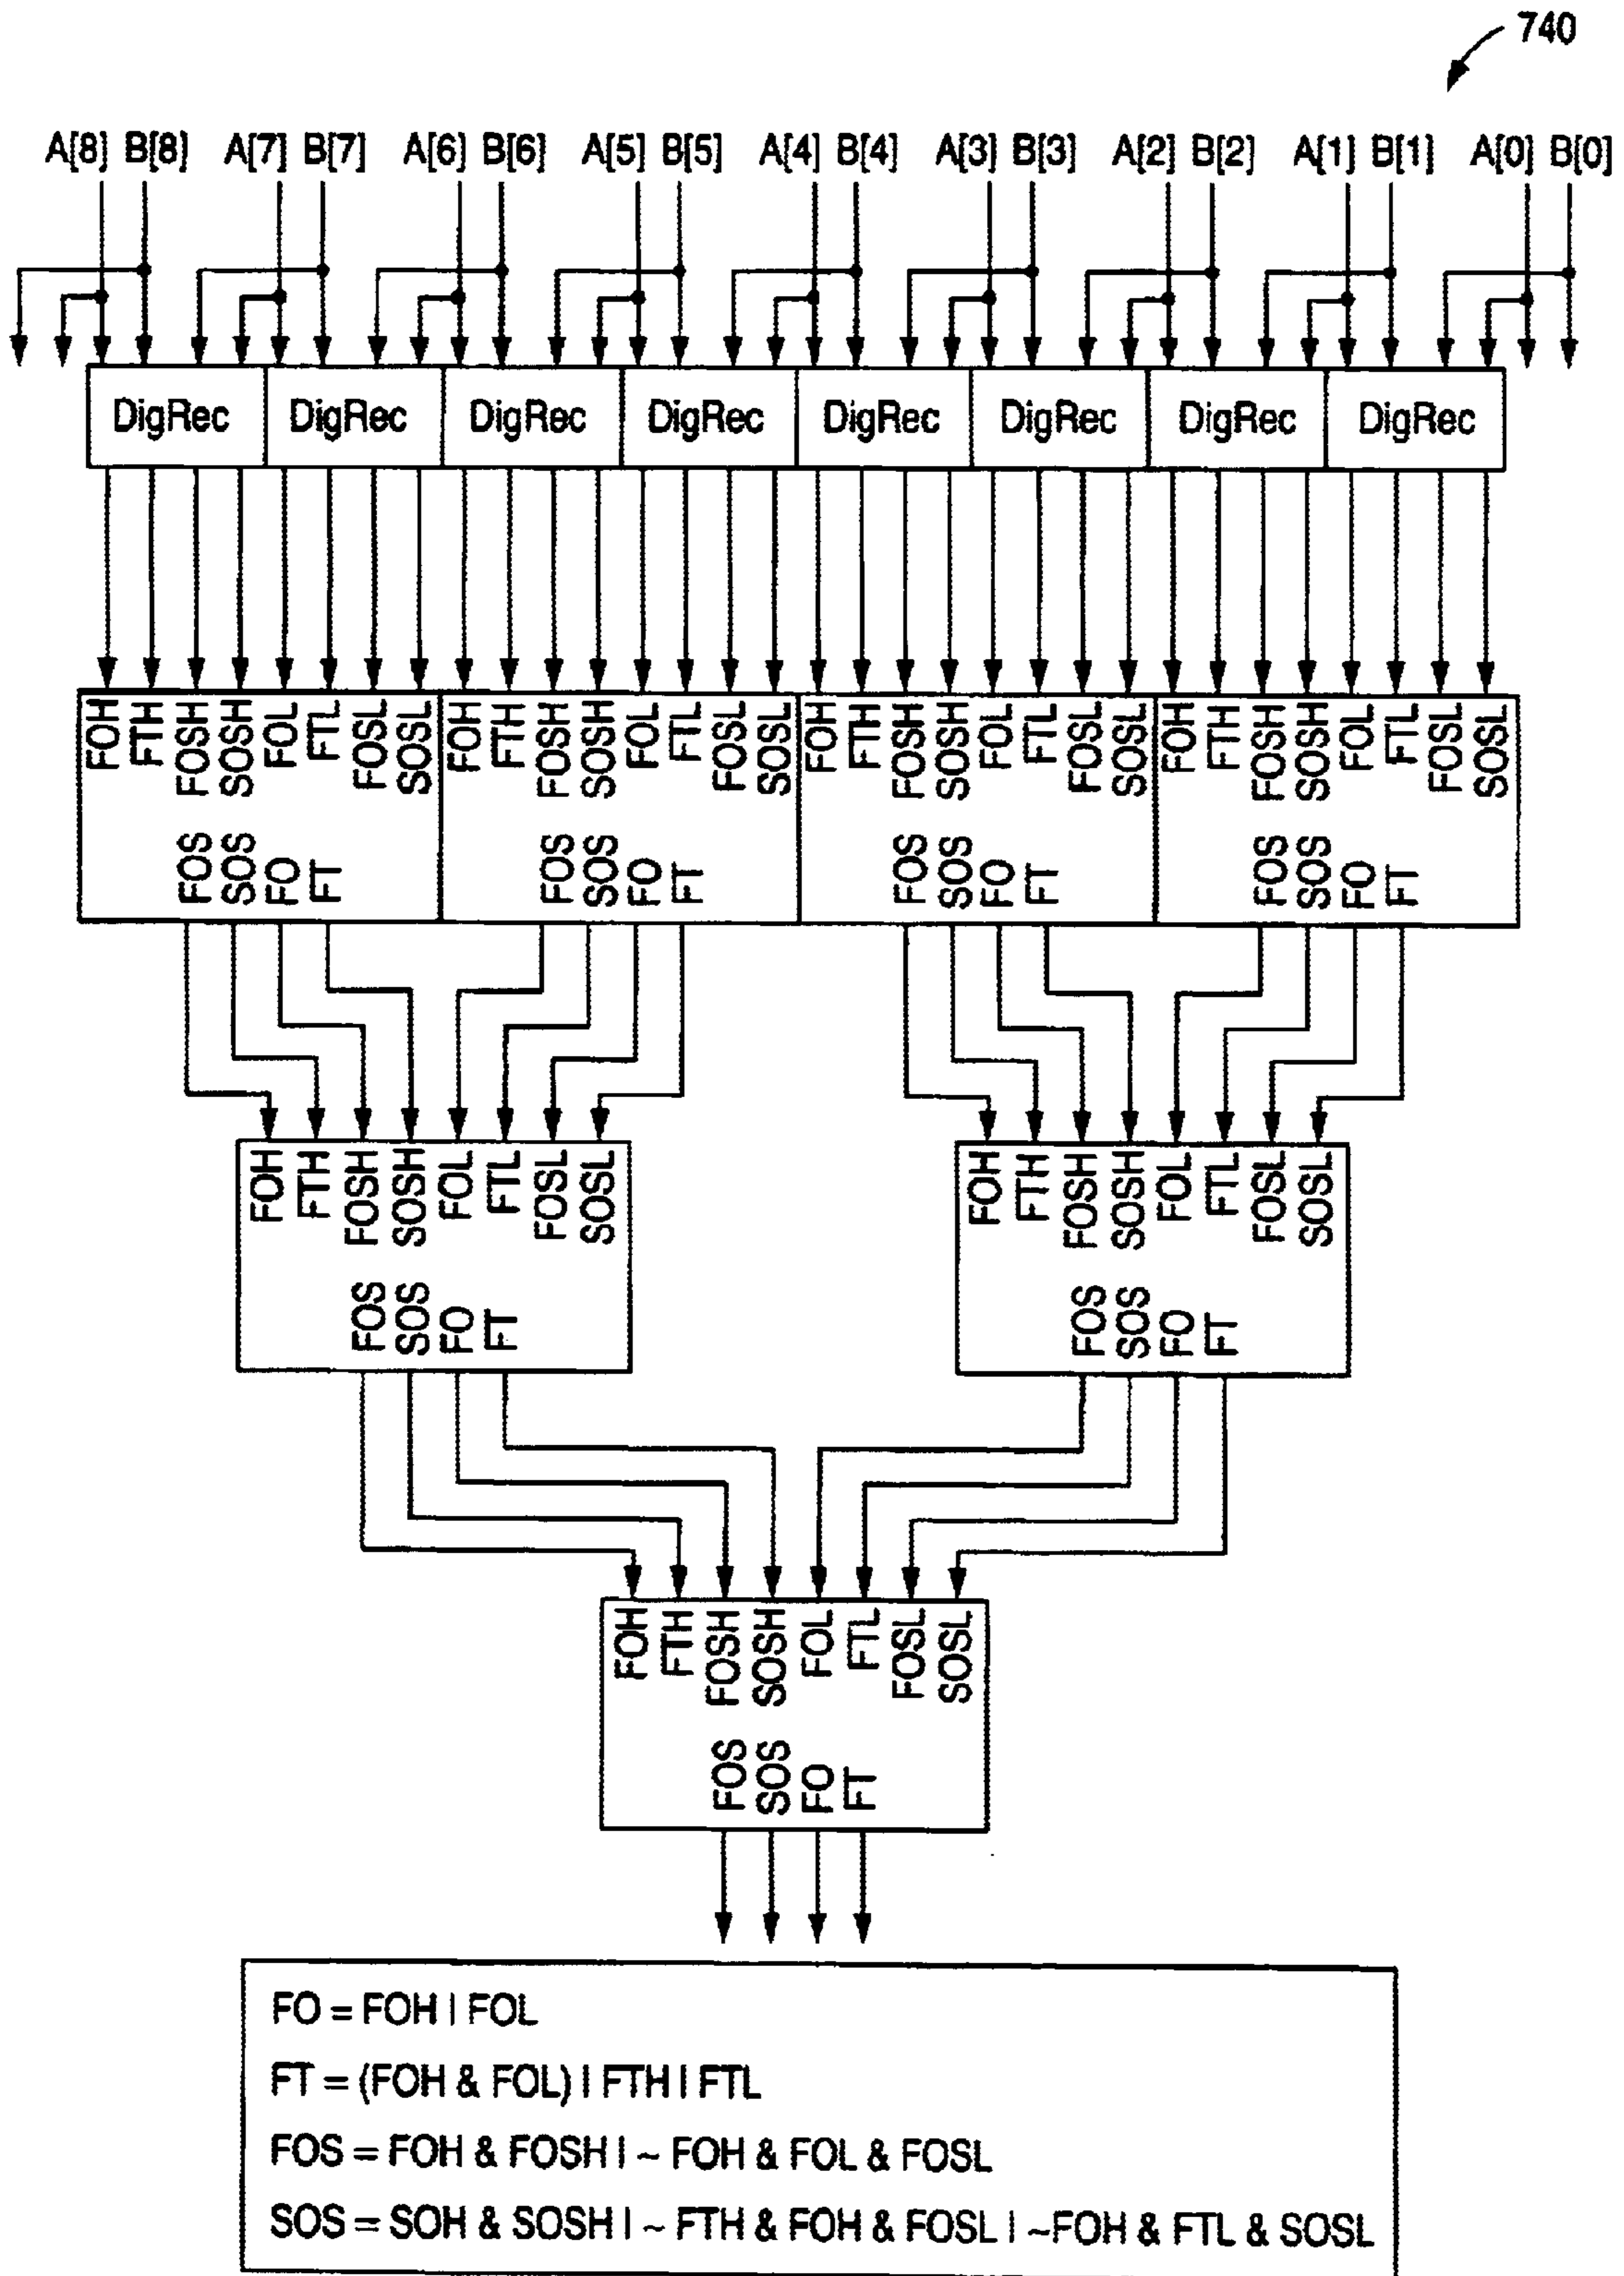 740
A[8] B[8] A[7] B[7] A[6] B[6] A[5] B[5] A[4] B[4] A[3] B[3] A[2] B[2] A[1] B[1] A[0] B[0]
DigRec DigRec DigRec DigRec DigRec DigRec DigRec DigRec
FOH FTH FOSH SOSH FOL FTL FOSL SOSL FOH FTH FOSH SOSH FOL FTL FOSL SOSL FOH FTH FOSH SOSH FOL FTL FOSL SOSL FOH FTH FOSH SOSH FOL FTL FOSL SOSL
FOS SOS FO FT FOS SOS FO FT FOS SOS FO FT FOS SOS FO FT
FOH FTH FOSH SOSH FOL FTL FOSL SOSL FOH FTH FOSH SOSH FOL FTL FOSL SOSL
FOS SOS FO FT FOS SOS FO FT
FOH FTH FOSH SOSH FOL FTL FOSL SOSL
FOS SOS FO FT
FO = FOH | FOL
FT = (FOH & FOL) | FTH | FTL
FOS = FOH & FOSH | ~ FOH & FOL & FOSL
SOS = SOH & SOSH | ~ FTH & FOH & FOSL | ~FOH & FTL & SOSL